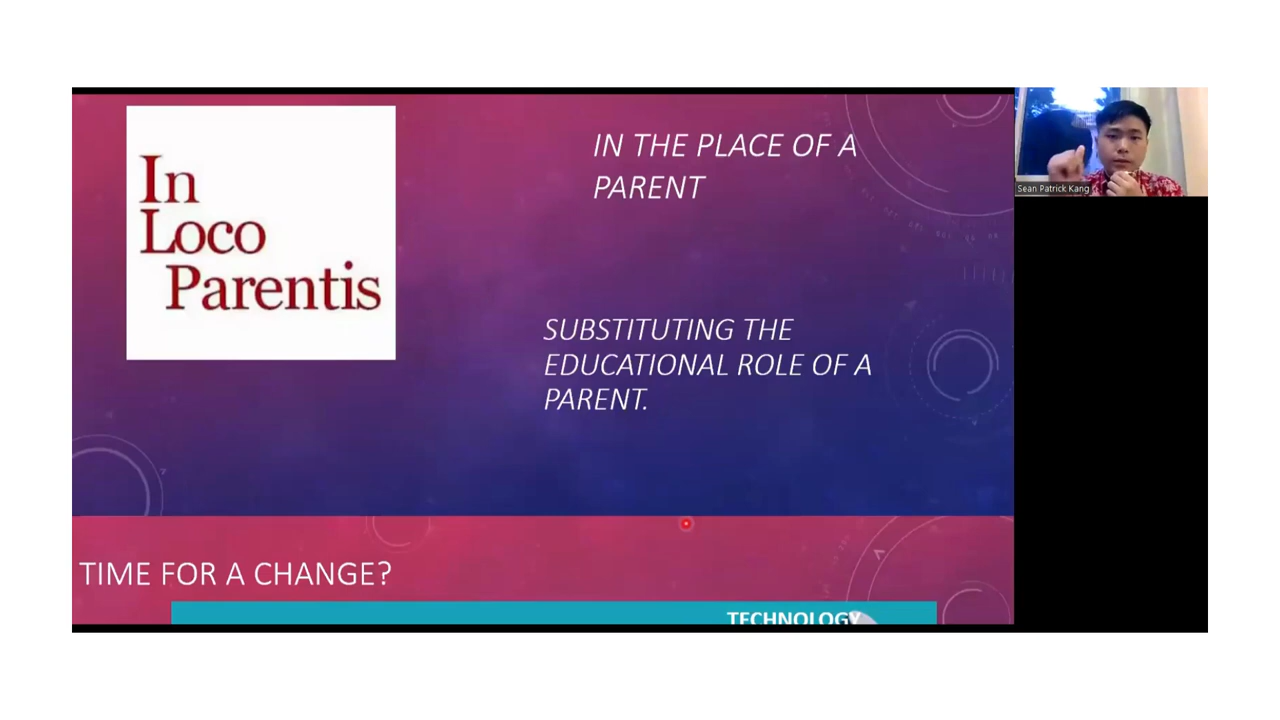 In
Loco
Parentis
IN THE PLACE OF A
PARENT
SUBSTITUTING THE
EDUCATIONAL ROLE OF A
PARENT.
TIME FOR A CHANGE?
TECHNOLOGY
Sean Patrick Kang